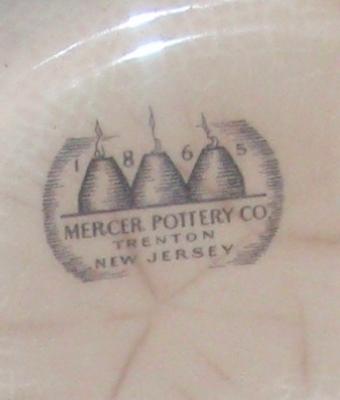 1 8 6 5
MERCER POTTERY CO
TRENTON
NEW JERSEY